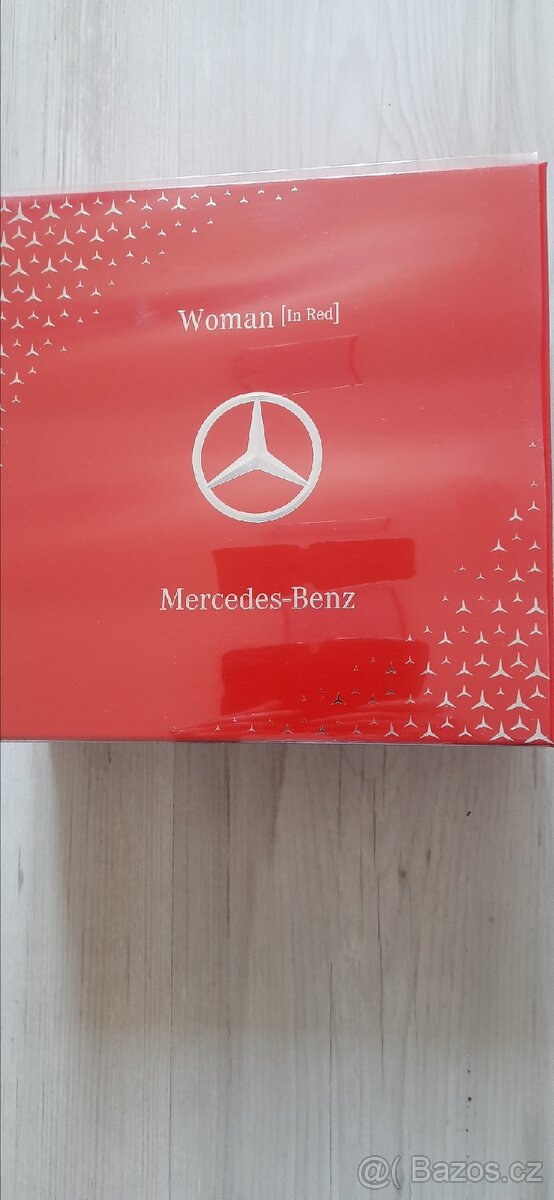 Woman [In Red]
Mercedes-Benz
@( Bazos.cz